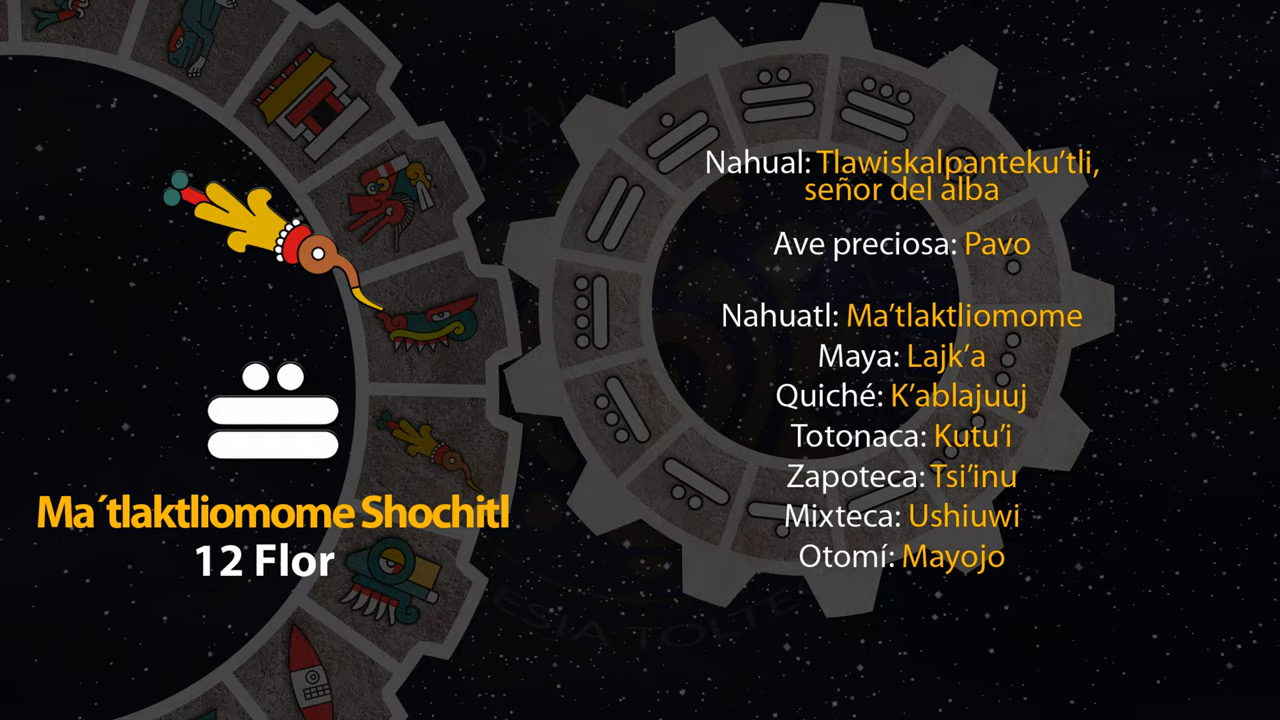 Ma´tlaktliomome Shochitl
12 Flor
Nahual: Tlawiskalpanteku’tli,
señor del alba
Ave preciosa: Pavo
Nahuatl: Ma’tlaktliomome
Maya: Lajk’a
Quiché: K’ablajuuj
Totonaca: Kutu’i
Zapoteca: Tsi’inu
Mixteca: Ushiuwi
Otomí: Mayojo